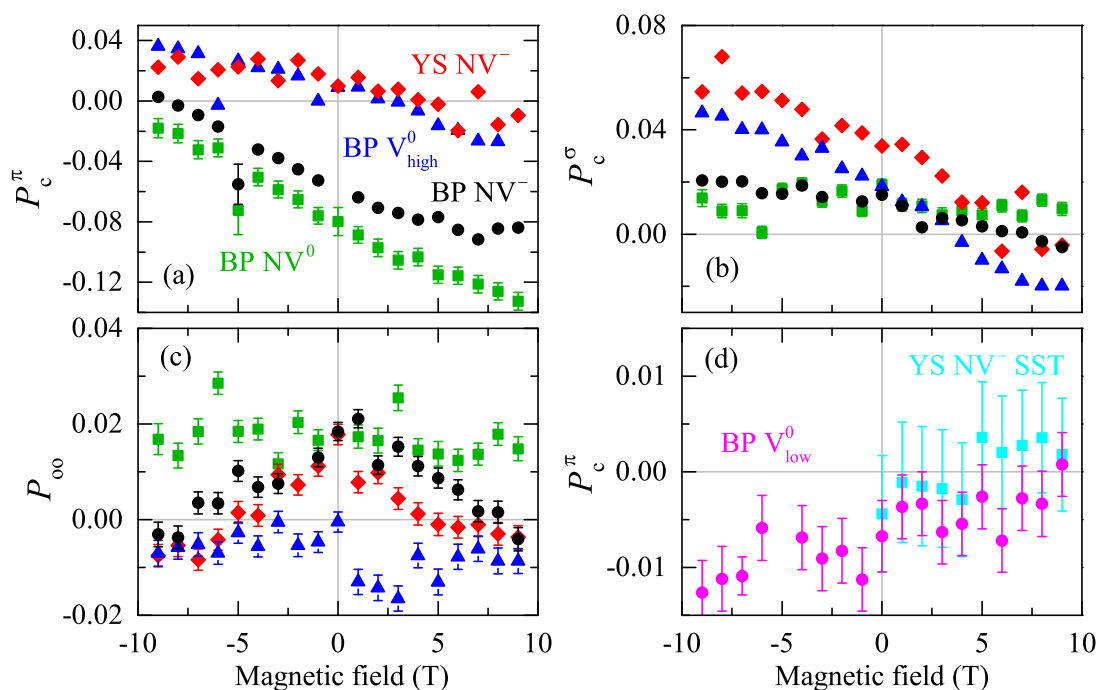 0.04
0.00
-0.04
-0.08
-0.12
P_c^π
YS NV⁻
BP V⁰_high
BP NV⁻
BP NV⁰
(a)
0.08
0.04
0.00
P_c^σ
(b)
0.04
0.02
0.00
-0.02
P_oo
(c)
-10 -5 0 5 10
Magnetic field (T)
0.01
0.00
-0.01
P_c^π
(d)
YS NV⁻ SST
BP V⁰_low
-10 -5 0 5 10
Magnetic field (T)